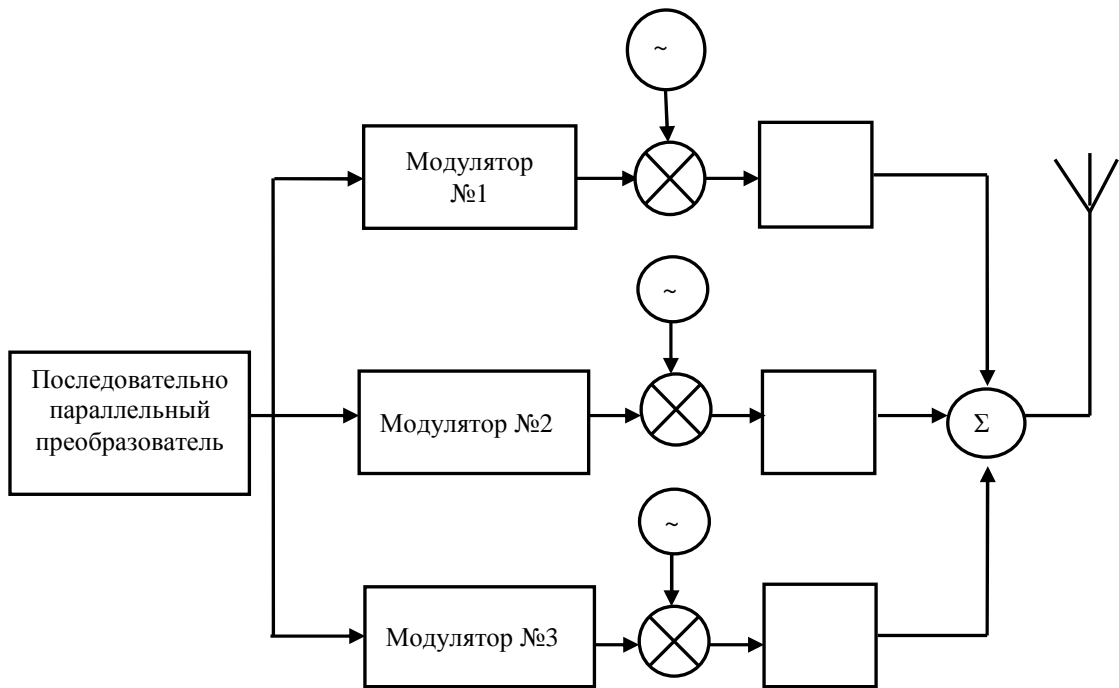 ~
Модулятор
№1
~
Последовательно
параллельный
преобразователь
Модулятор №2
Σ
~
Модулятор №3